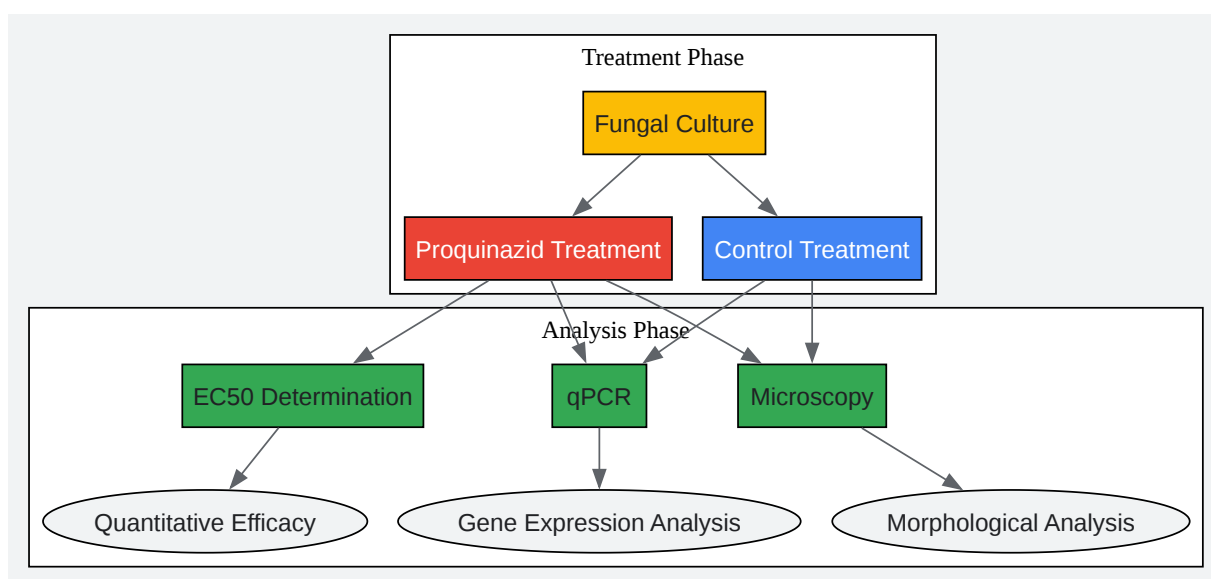 Treatment Phase
Fungal Culture
Proquinazid Treatment
Control Treatment
Analysis Phase
EC50 Determination
qPCR
Microscopy
Quantitative Efficacy
Gene Expression Analysis
Morphological Analysis